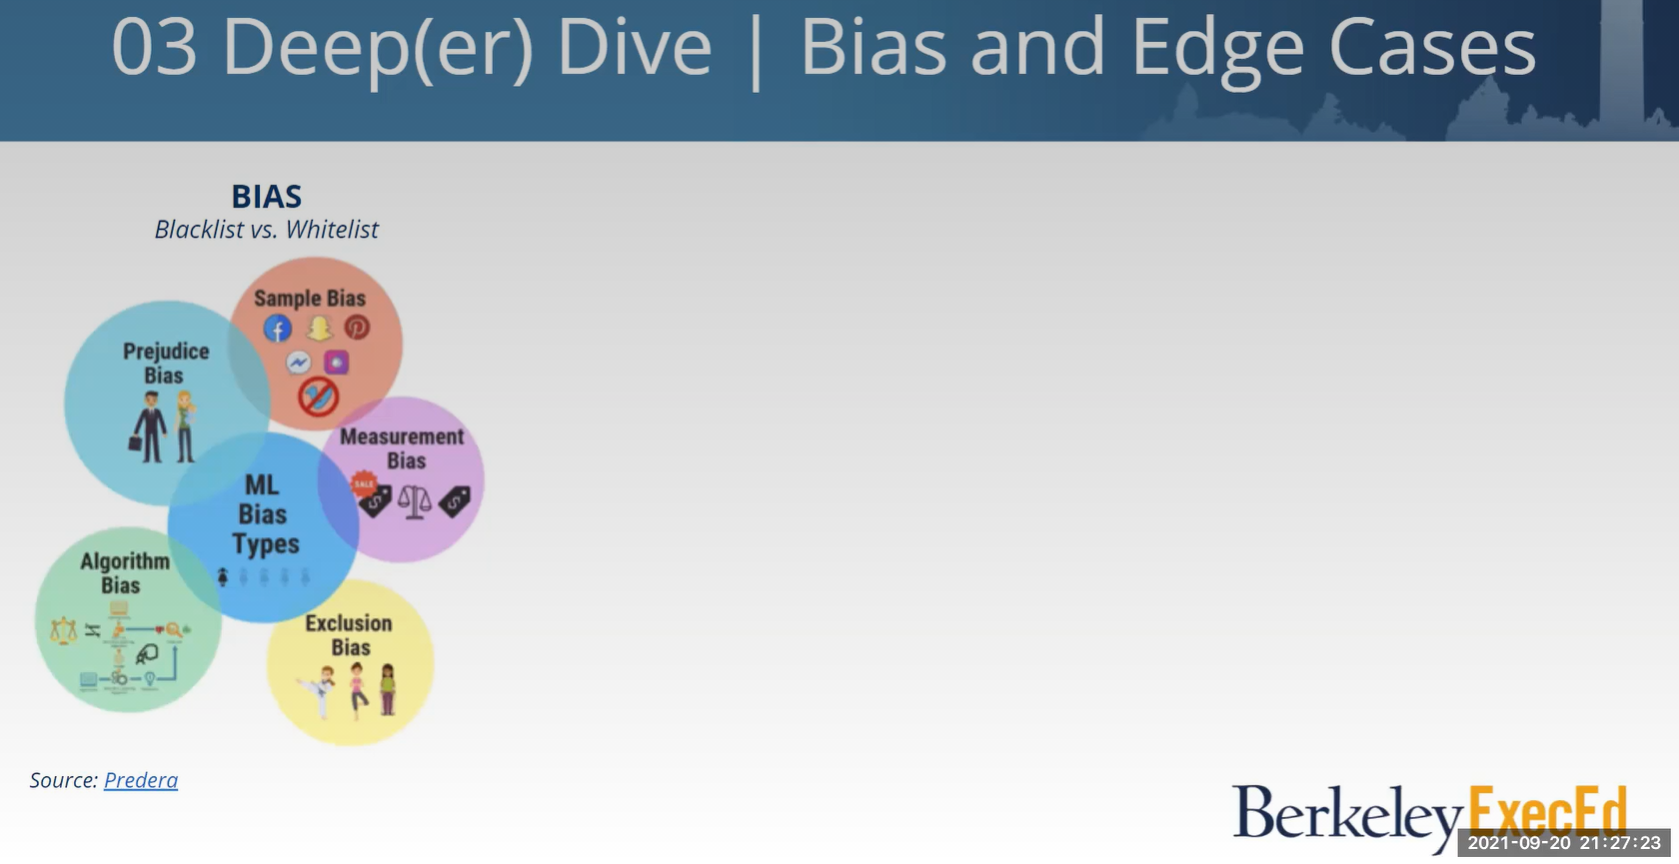 03 Deep(er) Dive | Bias and Edge Cases
BIAS
Blacklist vs. Whitelist
Sample Bias
Prejudice
Bias
Measurement
Bias
SALE
ML
Bias
Types
Algorithm
Bias
Exclusion
Bias
Source: Predera
Berkeley ExecEd
2021-09-20 21:27:23